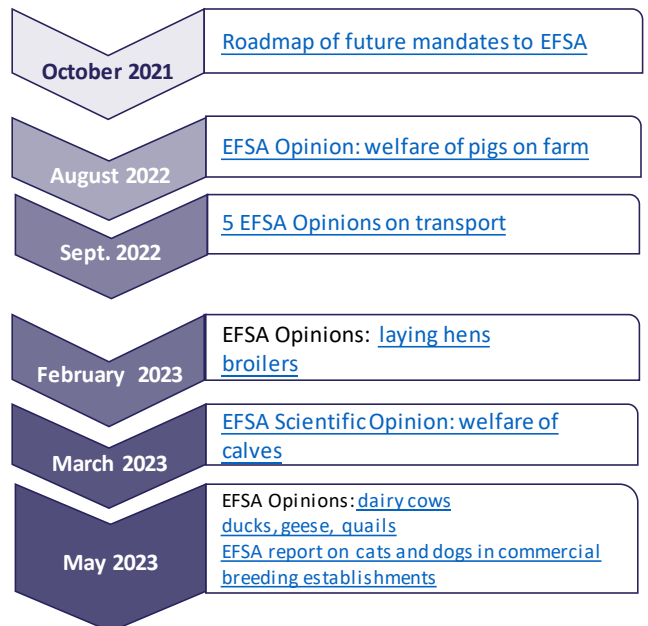 October 2021
Roadmap of future mandates to EFSA
August 2022
EFSA Opinion: welfare of pigs on farm
Sept. 2022
5 EFSA Opinions on transport
February 2023
EFSA Opinions: laying hens
broilers
March 2023
EFSA Scientific Opinion: welfare of
calves
May 2023
EFSA Opinions: dairy cows
ducks, geese, quails
EFSA report on cats and dogs in commercial
breeding establishments